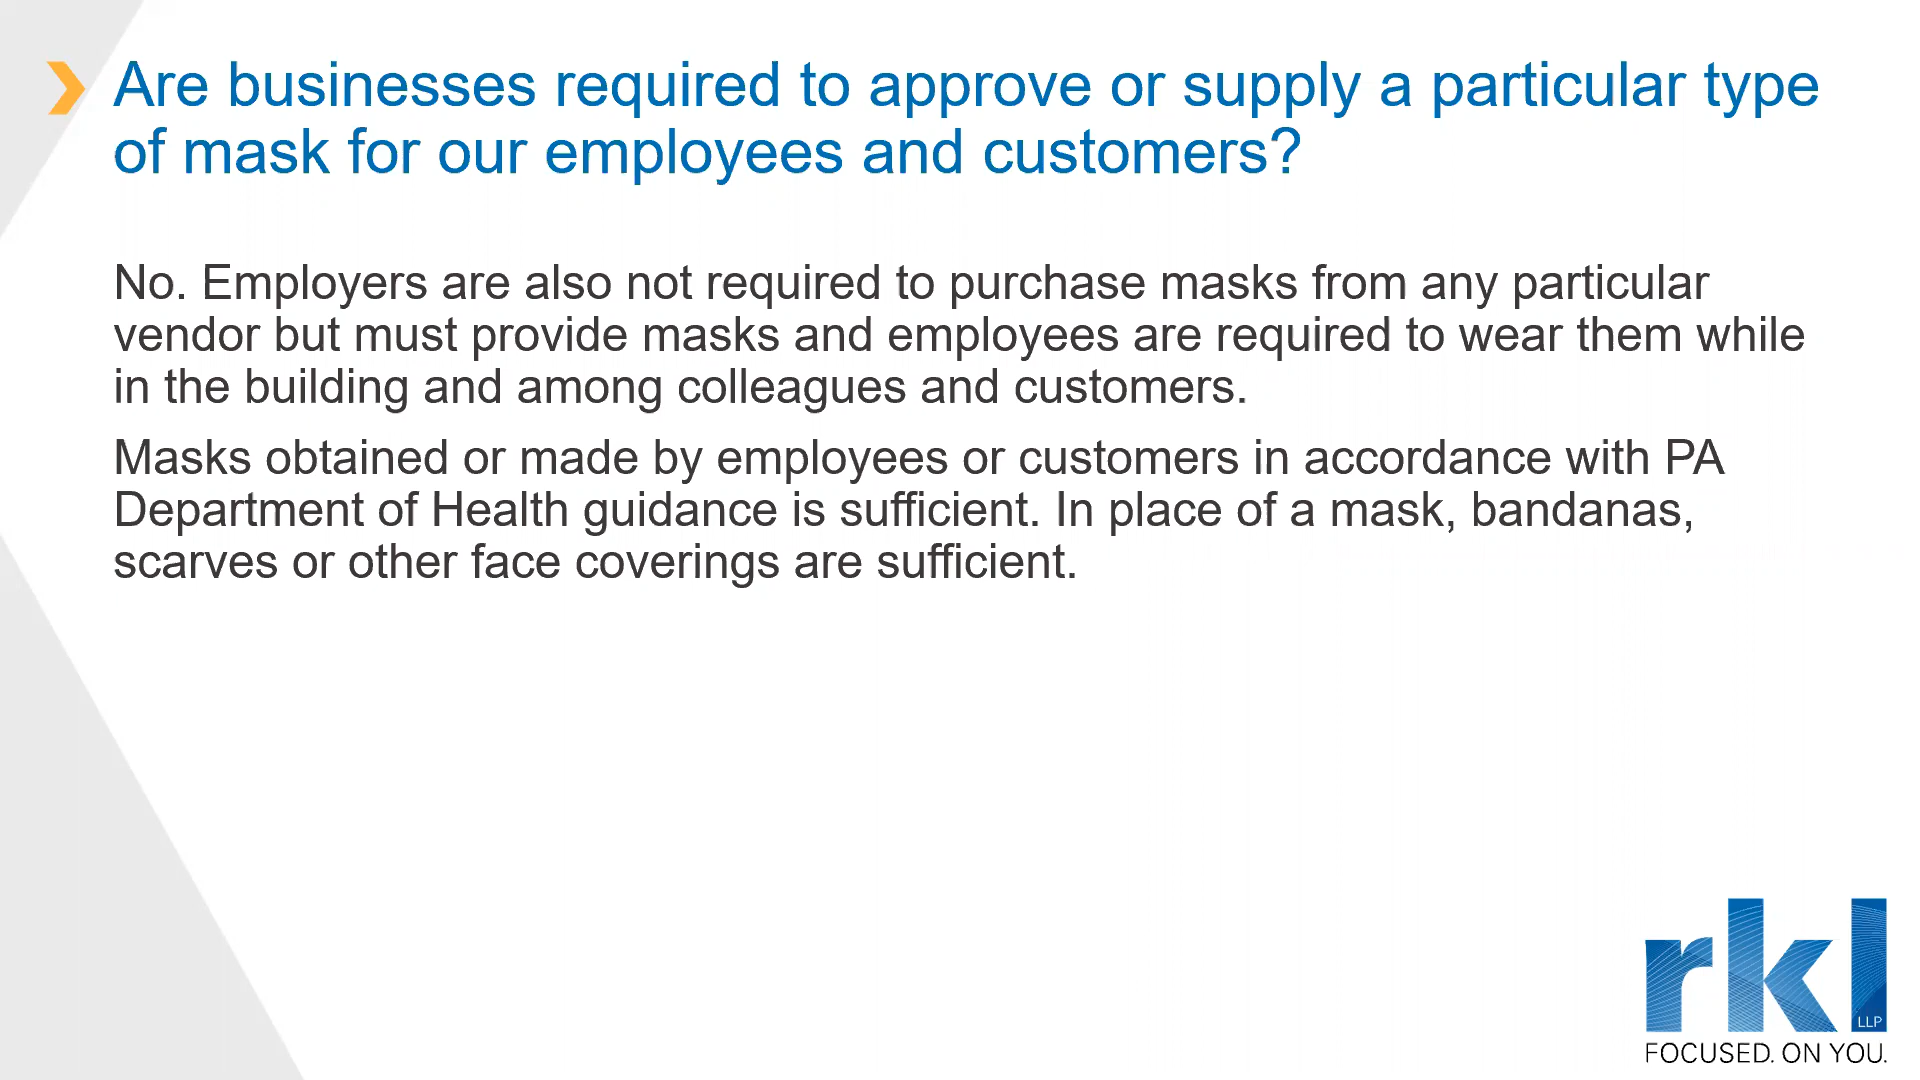 Are businesses required to approve or supply a particular type
of mask for our employees and customers?
No. Employers are also not required to purchase masks from any particular
vendor but must provide masks and employees are required to wear them while
in the building and among colleagues and customers.
Masks obtained or made by employees or customers in accordance with PA
Department of Health guidance is sufficient. In place of a mask, bandanas,
scarves or other face coverings are sufficient.
rkl
LLP
FOCUSED. ON YOU.